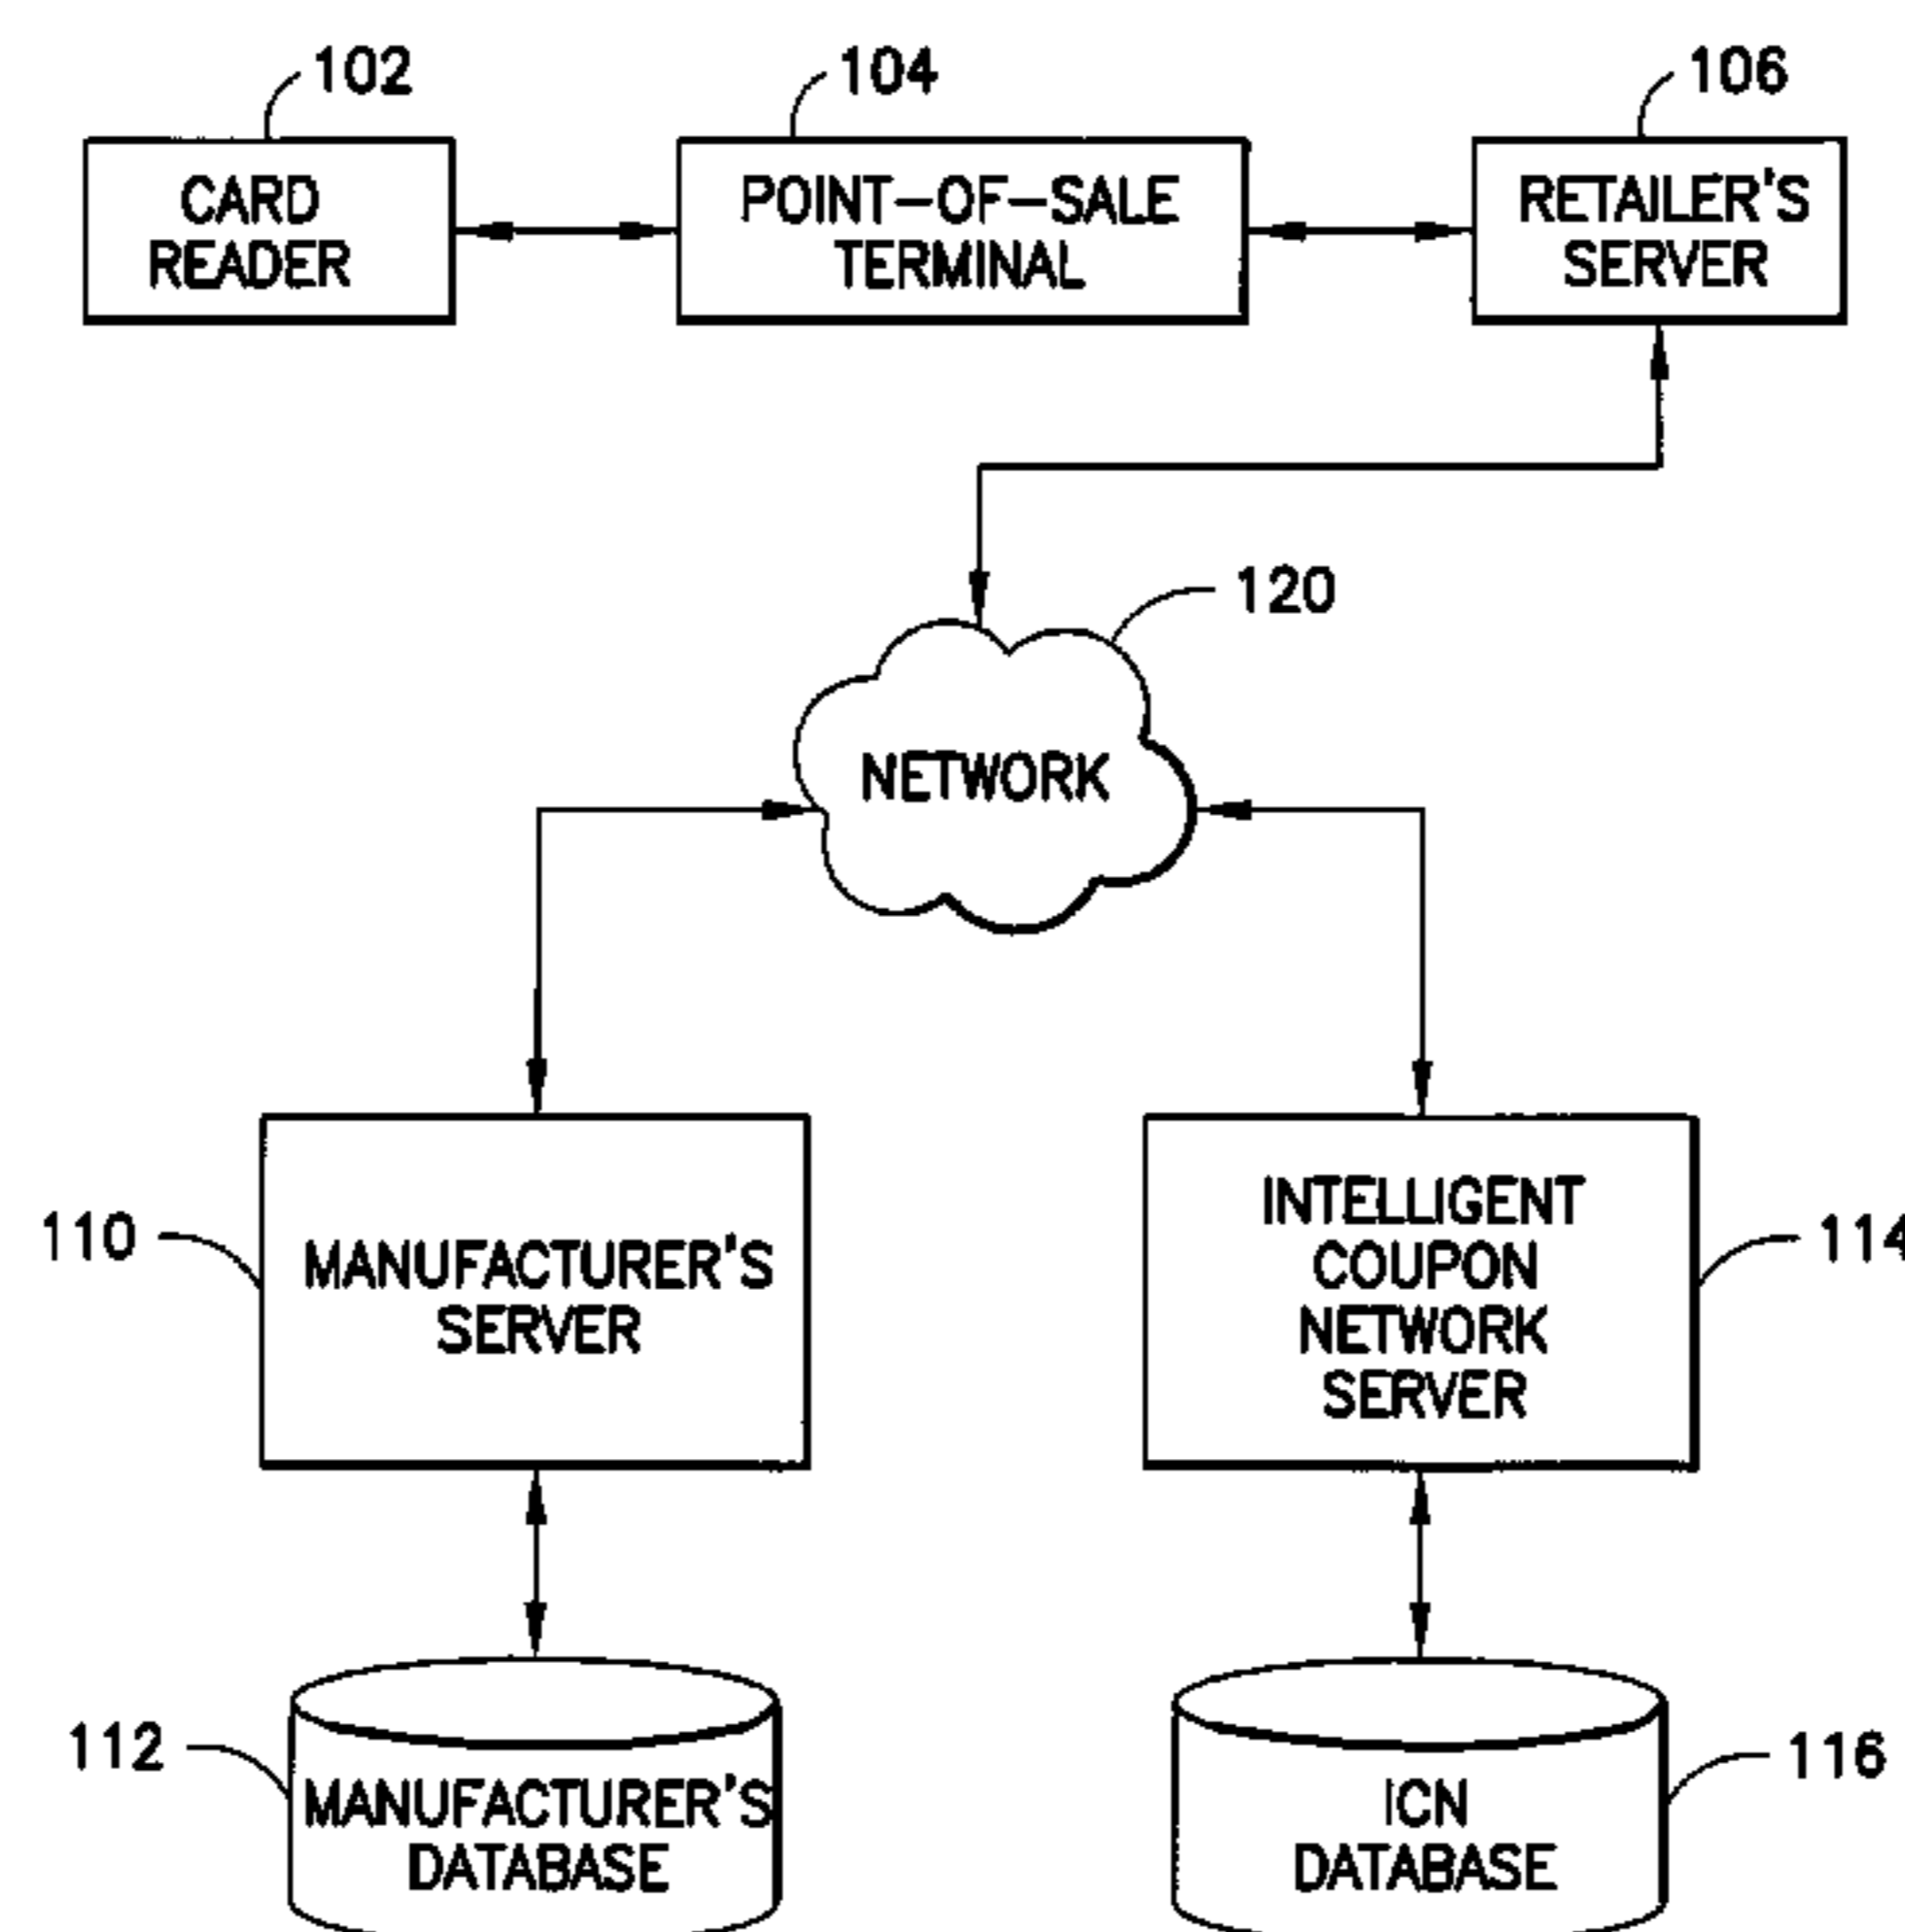 102
104
106
CARD
READER
POINT-OF-SALE
TERMINAL
RETAILER'S
SERVER
120
NETWORK
110
MANUFACTURER'S
SERVER
INTELLIGENT
COUPON
NETWORK
SERVER
114
112
MANUFACTURER'S
DATABASE
ICN
DATABASE
116